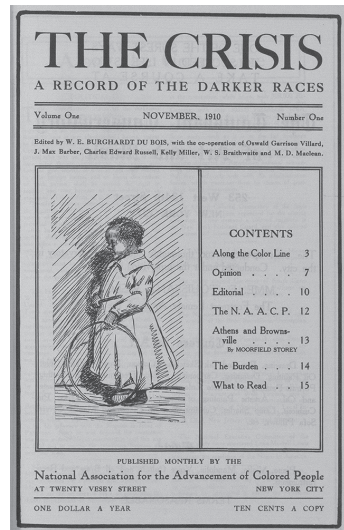 THE CRISIS
A RECORD OF THE DARKER RACES
Volume One NOVEMBER, 1910 Number One
Edited by W. E. BURGHARDT DU BOIS, with the co-operation of Oswald Garrison Villard,
J. Max Barber, Charles Edward Russell, Kelly Miller, W. S. Braithwaite and M. D. Maclean.
CONTENTS
Along the Color Line 3
Opinion . . . . 7
Editorial . . . . 10
The N. A. A. C. P. 12
Athens and Browns-
ville . . . . 13
By MOORFIELD STOREY
The Burden . . . 14
What to Read . . . 15
PUBLISHED MONTHLY BY THE
National Association for the Advancement of Colored People
AT TWENTY VESEY STREET NEW YORK CITY
ONE DOLLAR A YEAR TEN CENTS A COPY